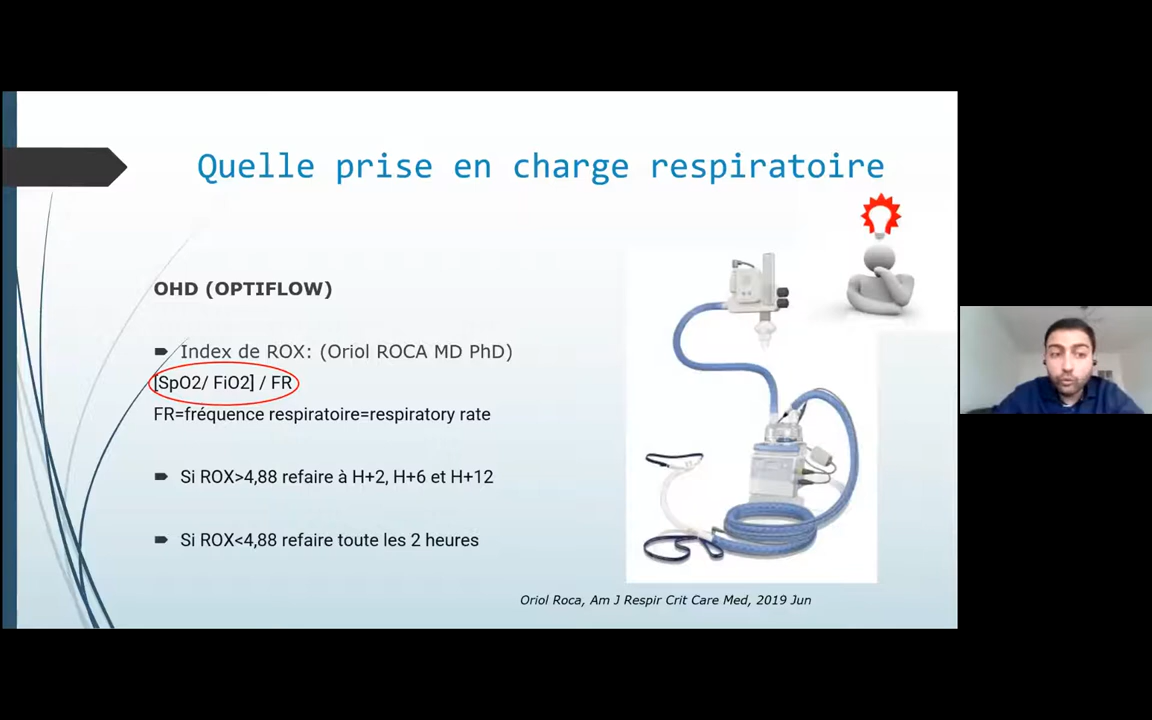 Quelle prise en charge respiratoire
OHD (OPTIFLOW)
Index de ROX: (Oriol ROCA MD PhD)
[SpO2/ FiO2] / FR
FR=fréquence respiratoire=respiratory rate
Si ROX>4,88 refaire à H+2, H+6 et H+12
Si ROX<4,88 refaire toute les 2 heures
Oriol Roca, Am J Respir Crit Care Med, 2019 Jun